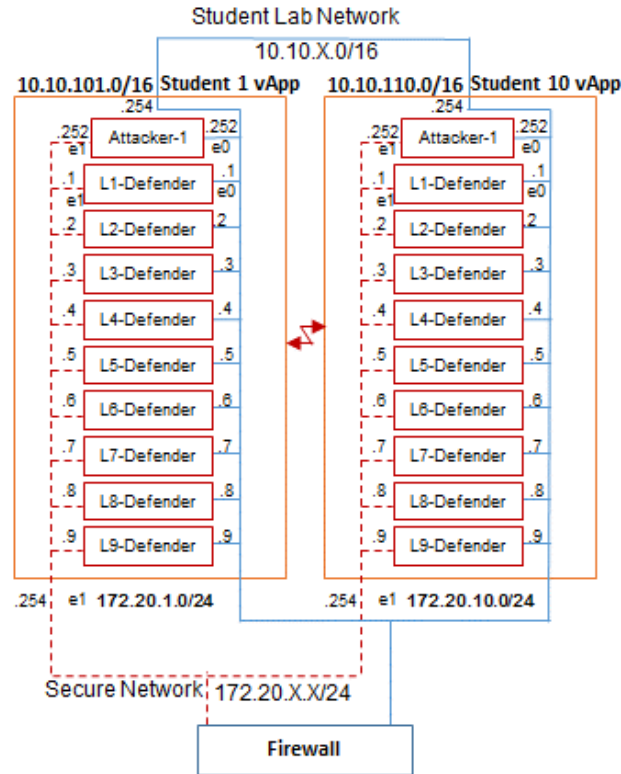 Student Lab Network
10.10.X.0/16
10.10.101.0/16 Student 1 vApp
.254
.252 Attacker-1 .252
e1 e0
.1 L1-Defender .1
e1 e0
.2 L2-Defender .2
.3 L3-Defender .3
.4 L4-Defender .4
.5 L5-Defender .5
.6 L6-Defender .6
.7 L7-Defender .7
.8 L8-Defender .8
.9 L9-Defender .9
.254 e1 172.20.1.0/24
10.10.110.0/16 Student 10 vApp
.254
.252 Attacker-1 .252
e1 e0
.1 L1-Defender .1
e1 e0
.2 L2-Defender .2
.3 L3-Defender .3
.4 L4-Defender .4
.5 L5-Defender .5
.6 L6-Defender .6
.7 L7-Defender .7
.8 L8-Defender .8
.9 L9-Defender .9
.254 e1 172.20.10.0/24
Secure Network 172.20.X.X/24
Firewall